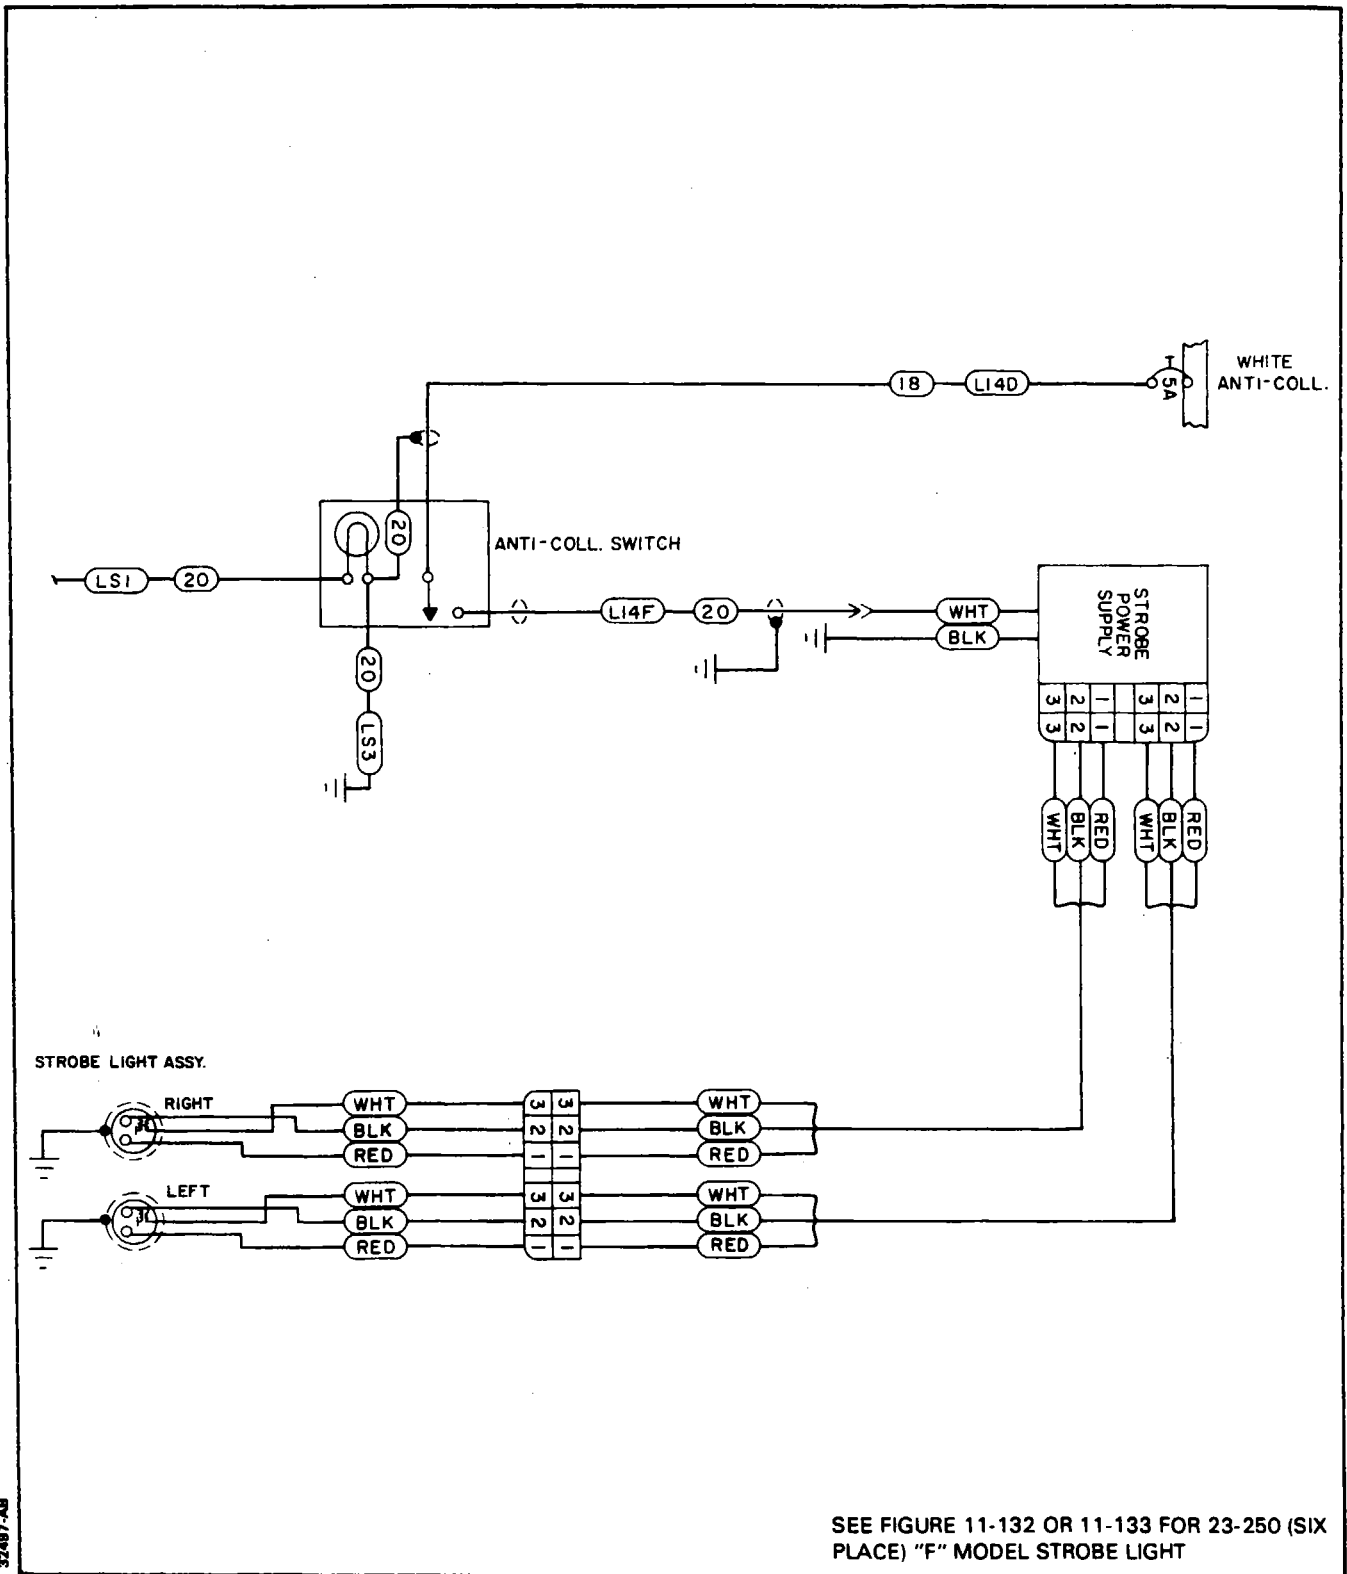 WHITE
ANTI-COLL.
18 L14D
5A
20
ANTI-COLL. SWITCH
LS1 20
L14F 20
WHT
BLK
STROBE
POWER
SUPPLY
20
LS3
3 2 1 3 2 1
3 2 1 3 2 1
WHT BLK RED WHT BLK RED
STROBE LIGHT ASSY.
RIGHT
WHT 3 3 WHT
BLK 2 2 BLK
RED 1 1 RED
LEFT
WHT 3 3 WHT
BLK 2 2 BLK
RED 1 1 RED
SEE FIGURE 11-132 OR 11-133 FOR 23-250 (SIX
PLACE) "F" MODEL STROBE LIGHT